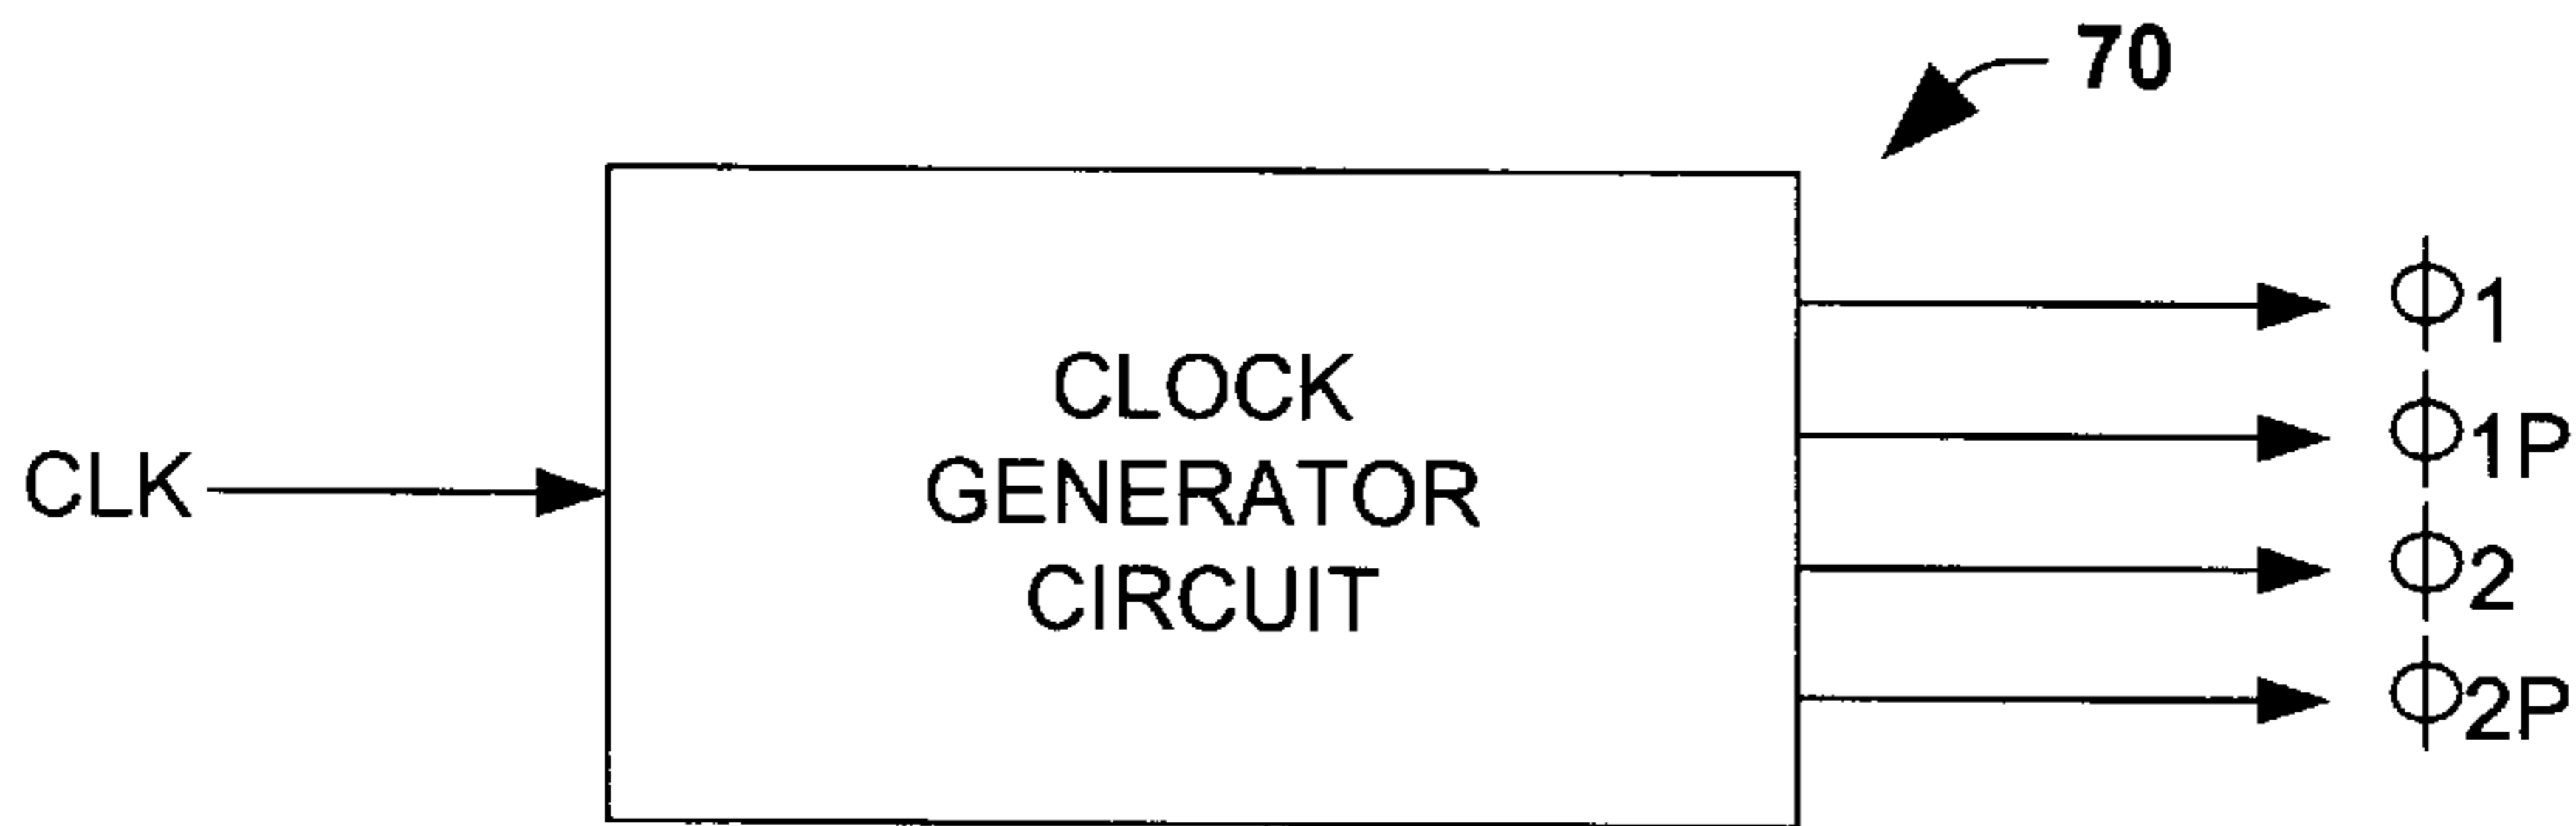 70
CLK
CLOCK
GENERATOR
CIRCUIT
ϕ1
ϕ1P
ϕ2
ϕ2P